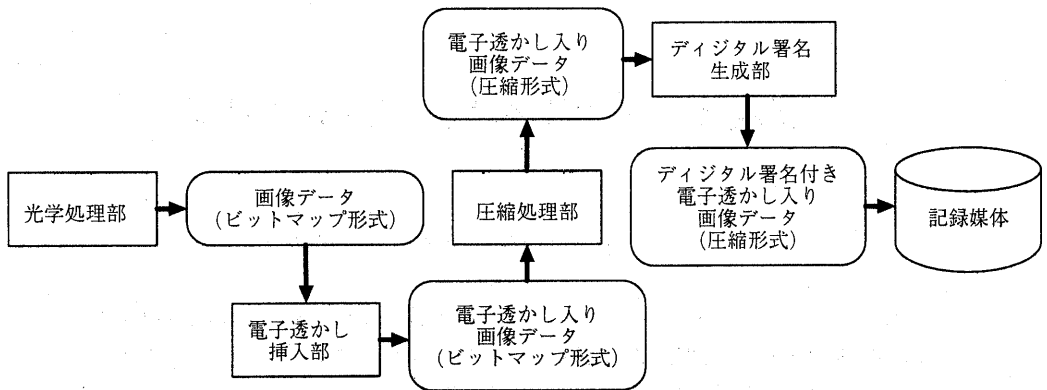 光学処理部
画像データ
(ビットマップ形式)
電子透かし
挿入部
電子透かし入り
画像データ
(ビットマップ形式)
圧縮処理部
電子透かし入り
画像データ
(圧縮形式)
ディジタル署名
生成部
ディジタル署名付き
電子透かし入り
画像データ
(圧縮形式)
記録媒体